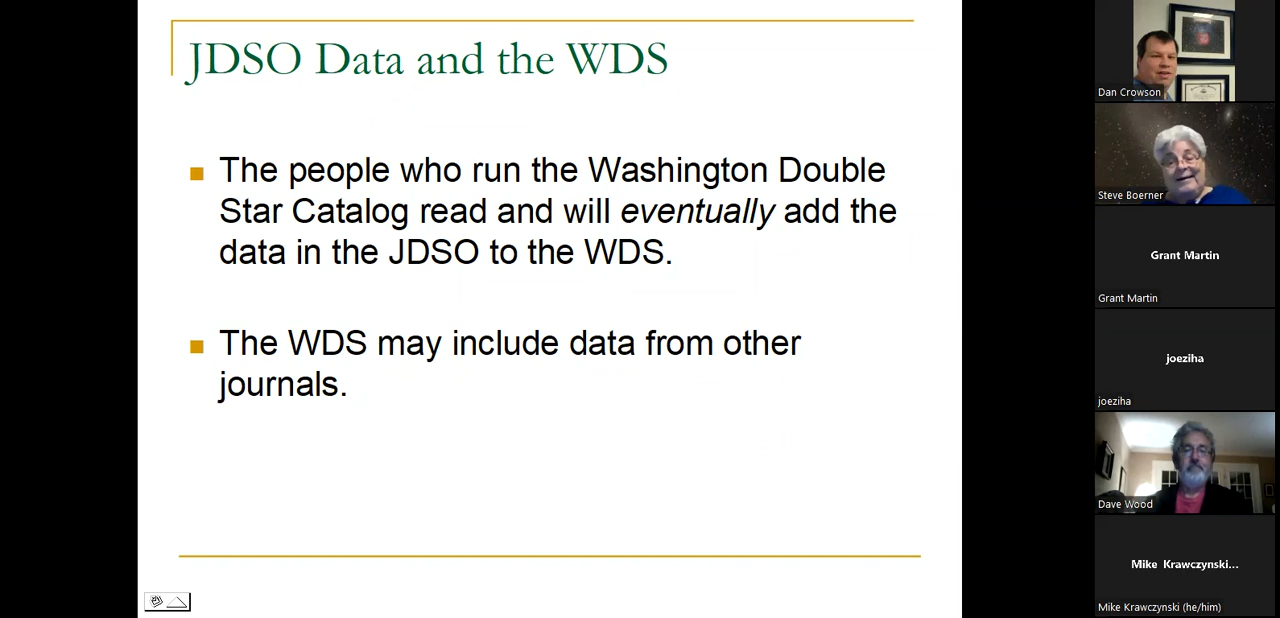 JDSO Data and the WDS
The people who run the Washington Double
Star Catalog read and will eventually add the
data in the JDSO to the WDS.
The WDS may include data from other
journals.
Dan Crowson
Steve Boerner
Grant Martin
Grant Martin
joeziha
joeziha
Dave Wood
Mike Krawczynski...
Mike Krawczynski (he/him)